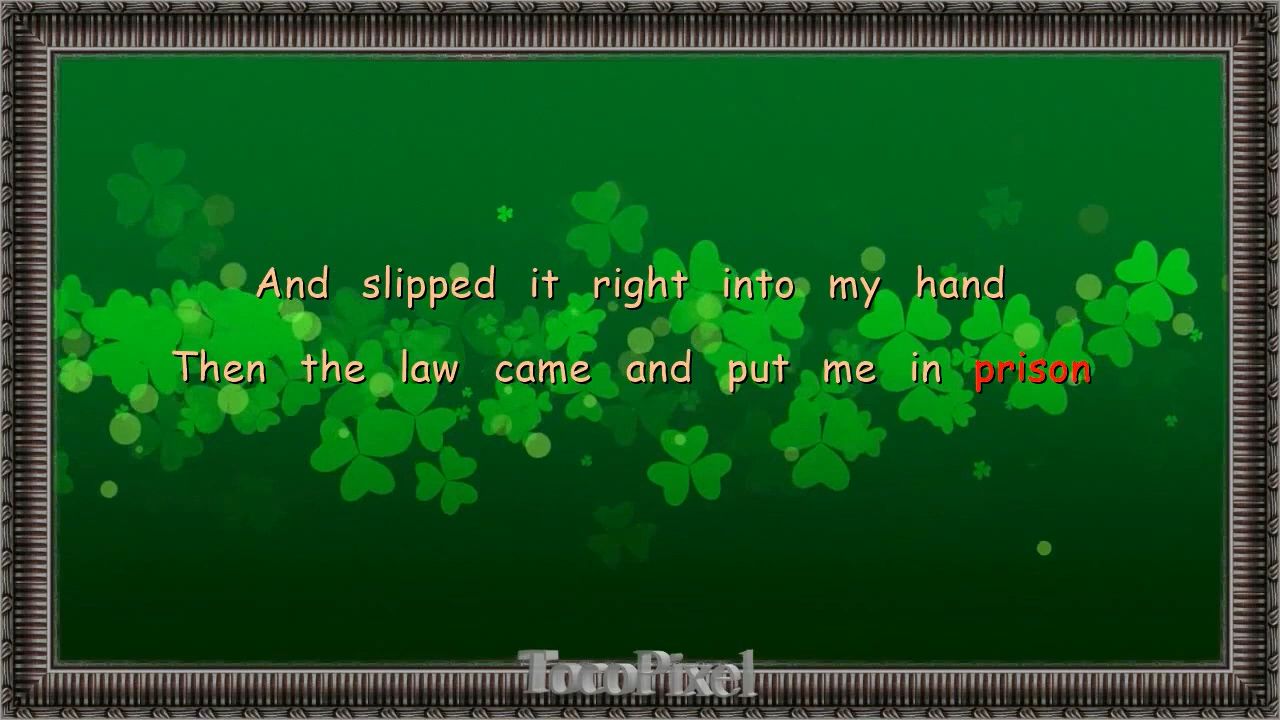 And slipped it right into my hand
Then the law came and put me in prison
TocoPixel